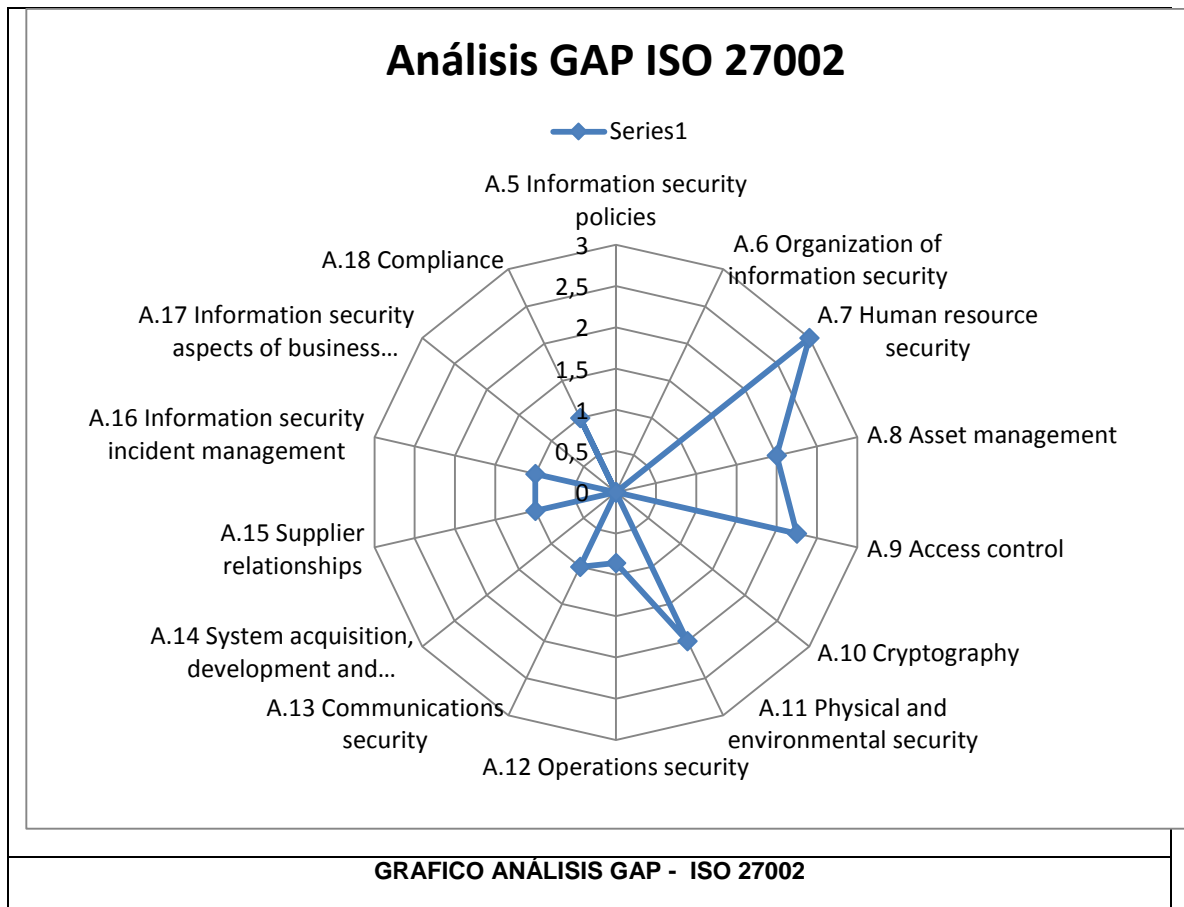 Análisis GAP ISO 27002
Series1
A.5 Information security
policies
A.6 Organization of
information security
A.7 Human resource
security
A.8 Asset management
A.9 Access control
A.10 Cryptography
A.11 Physical and
environmental security
A.12 Operations security
A.13 Communications
security
A.14 System acquisition,
development and...
A.15 Supplier
relationships
A.16 Information security
incident management
A.17 Information security
aspects of business...
A.18 Compliance
3
2,5
2
1,5
1
0,5
0
GRAFICO ANÁLISIS GAP - ISO 27002